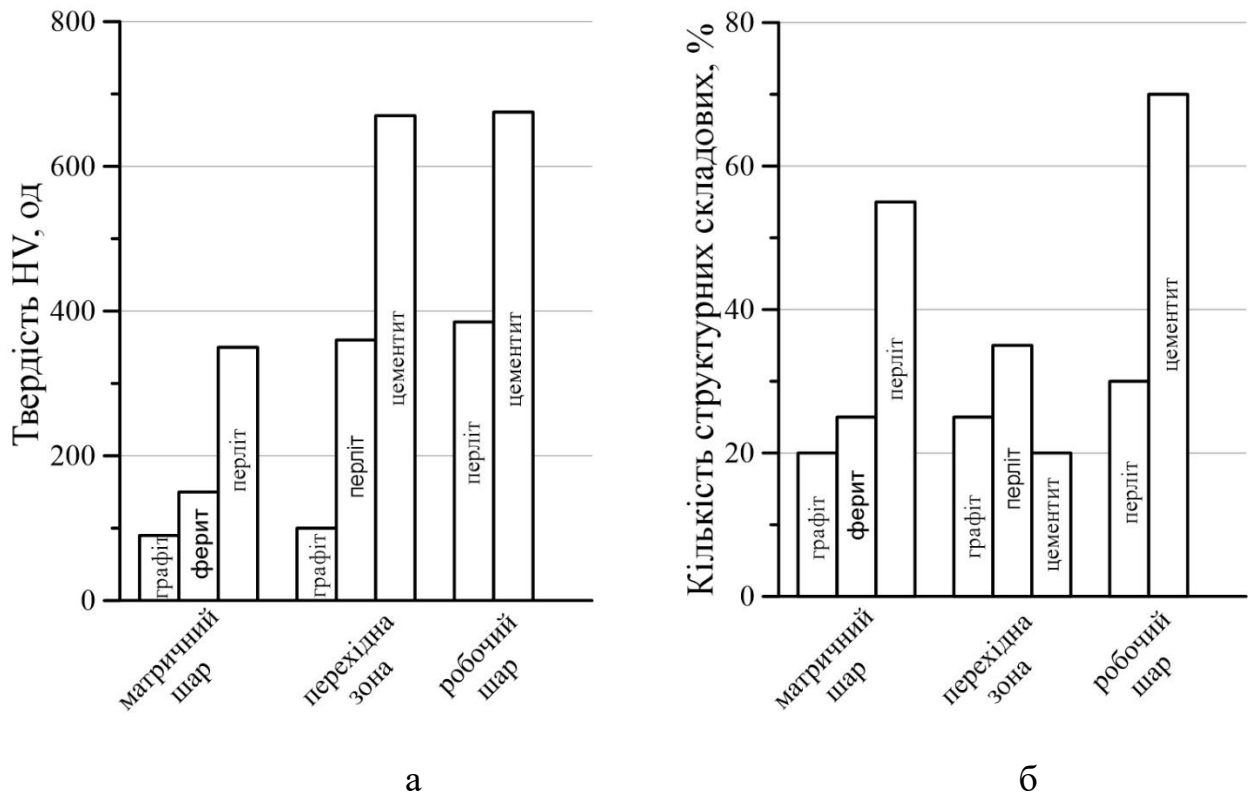 Твердість HV, од
800
600
400
200
0
графіт
ферит
перліт
графіт
перліт
цементит
перліт
цементит
матричний
шар
перехідна
зона
робочий
шар
а
Кількість структурних складових, %
80
60
40
20
0
графіт
ферит
перліт
графіт
перліт
цементит
перліт
цементит
матричний
шар
перехідна
зона
робочий
шар
б